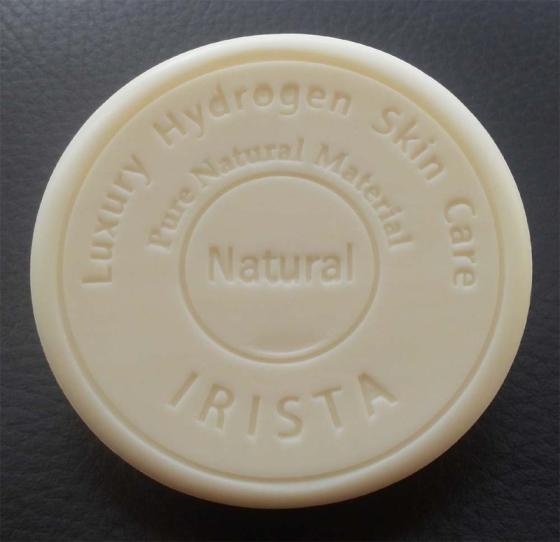 Luxury Hydrogen Skin Care
Pure Natural Material
Natural
IRISTA